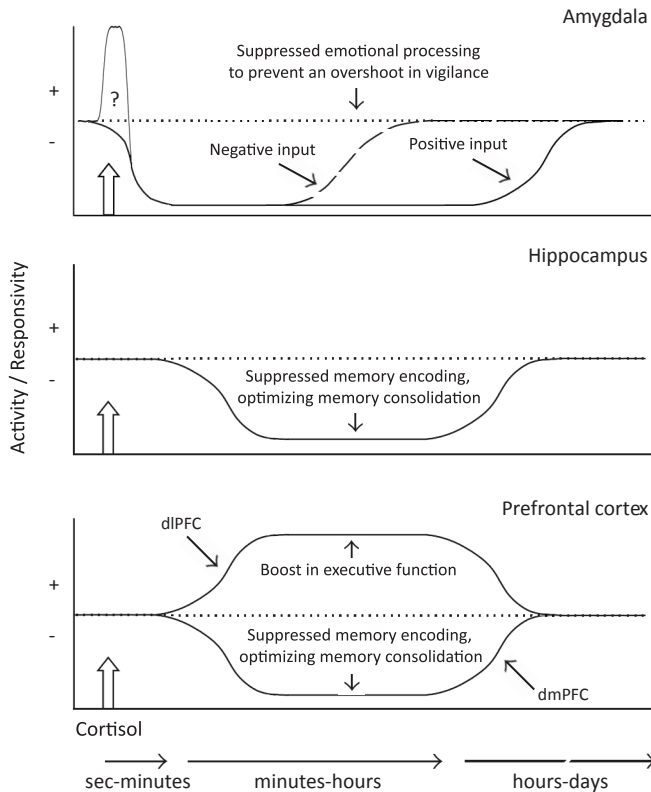 Amygdala
Suppressed emotional processing
to prevent an overshoot in vigilance
+
?
-
Negative input
Positive input
Hippocampus
Activity / Responsivity
+
-
Suppressed memory encoding,
optimizing memory consolidation
Prefrontal cortex
dlPFC
Boost in executive function
+
-
Suppressed memory encoding,
optimizing memory consolidation
dmPFC
Cortisol
sec-minutes
minutes-hours
hours-days